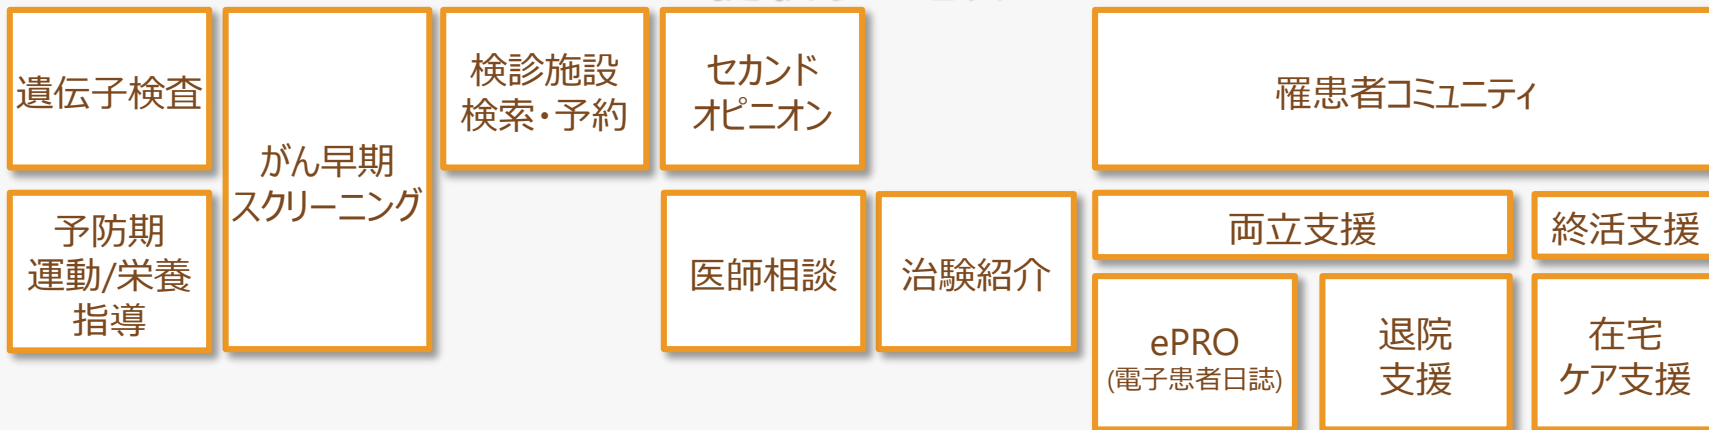 遺伝子検査
予防期
運動/栄養
指導
がん早期
スクリーニング
検診施設
検索・予約
セカンド
オピニオン
医師相談
治験紹介
罹患者コミュニティ
両立支援
終活支援
ePRO
(電子患者日誌)
退院
支援
在宅
ケア支援